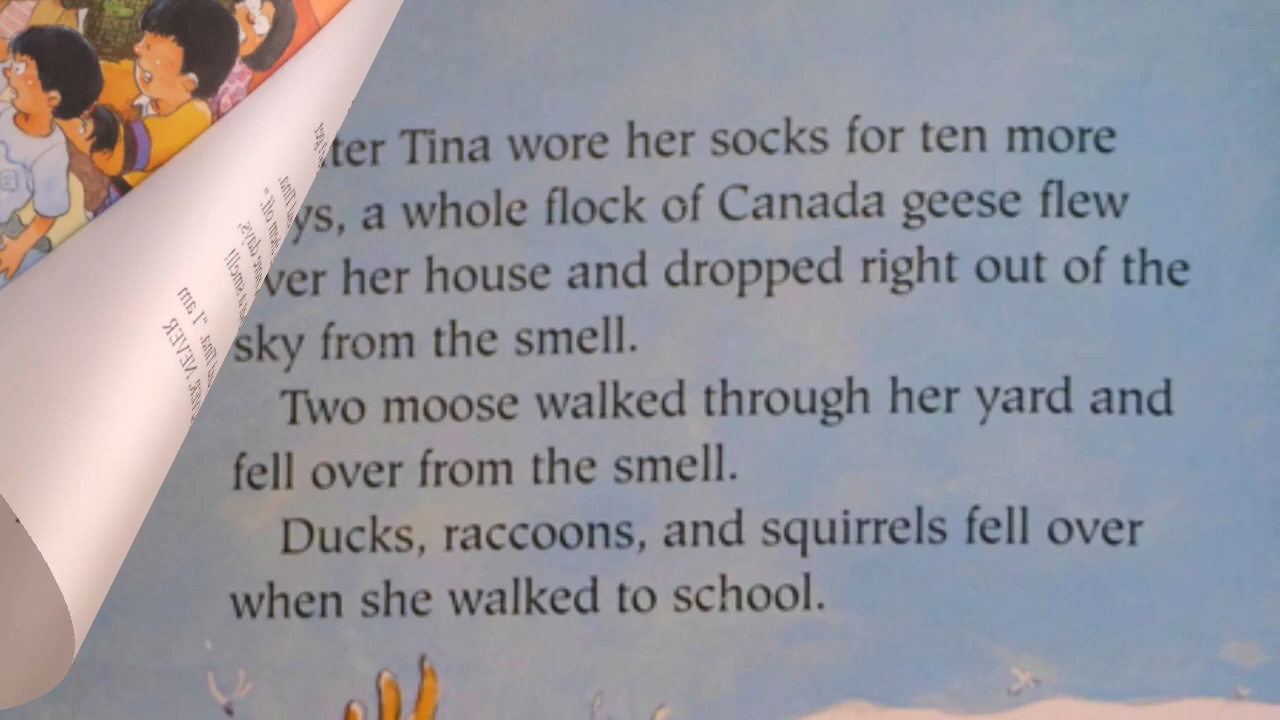 ter Tina wore her socks for ten more
ys, a whole flock of Canada geese flew
ver her house and dropped right out of the
sky from the smell.
Two moose walked through her yard and
fell over from the smell.
Ducks, raccoons, and squirrels fell over
when she walked to school.